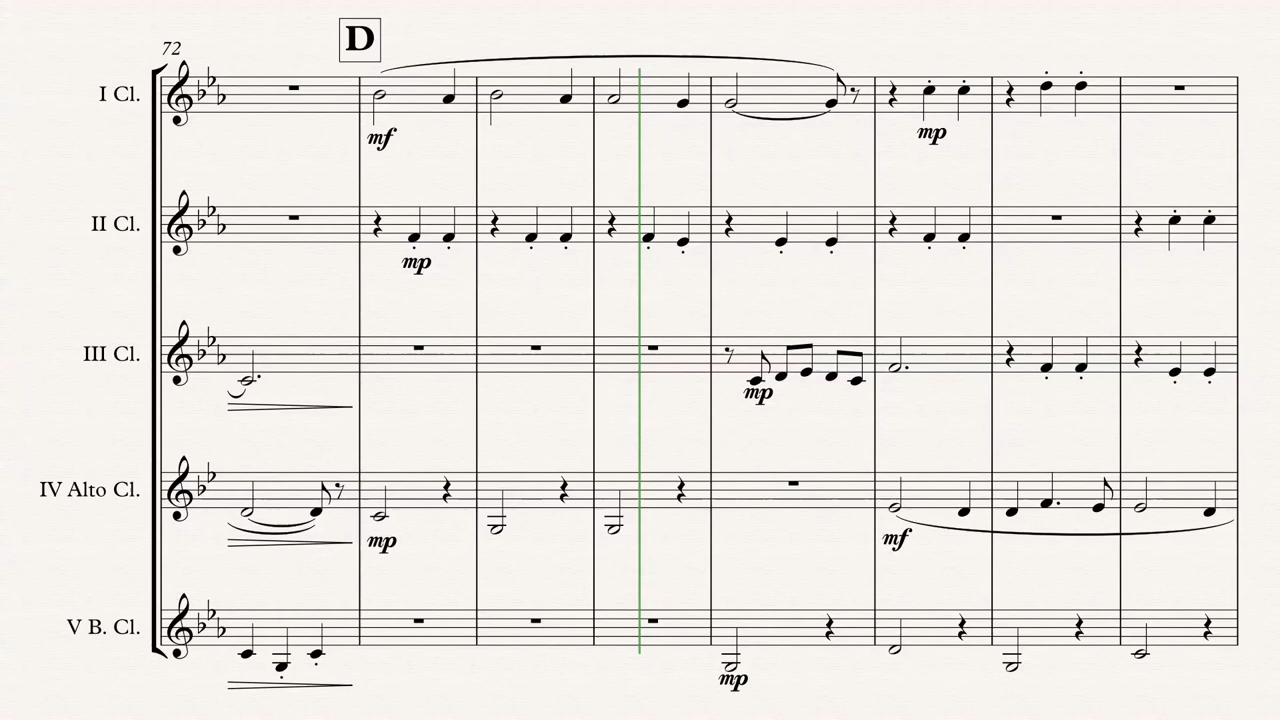 72
D
I Cl.
mf
mp
II Cl.
mp
III Cl.
mp
IV Alto Cl.
mp
mf
V B. Cl.
mp